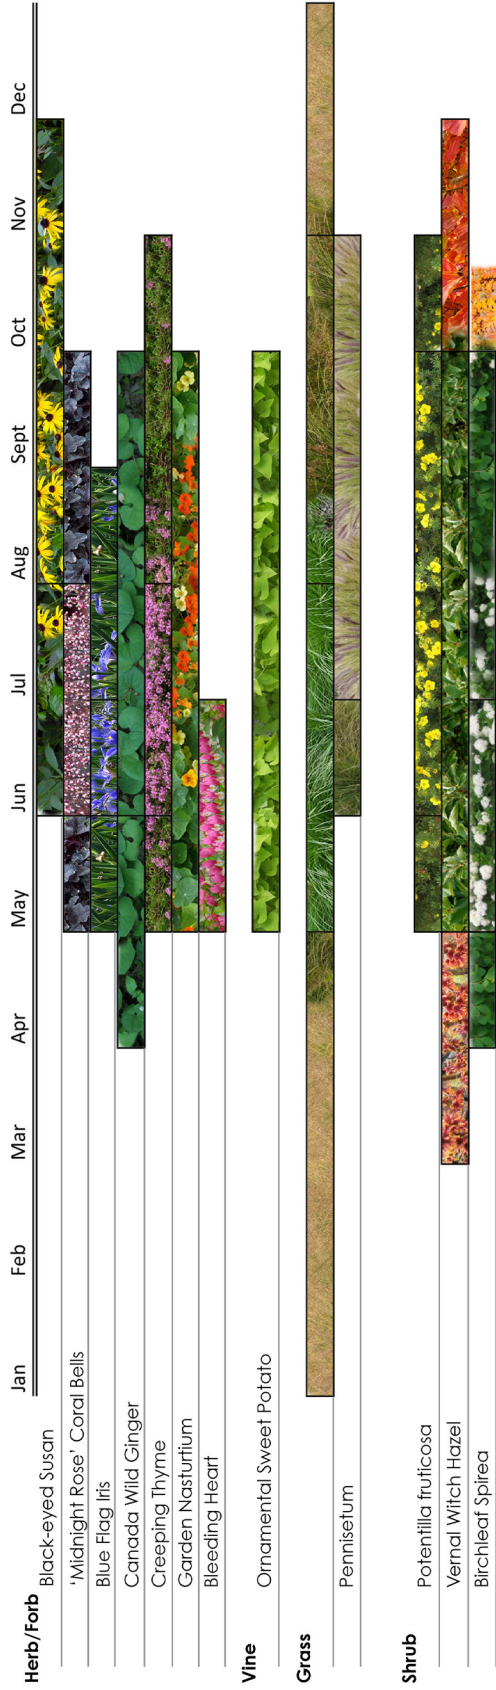 Jan Feb Mar Apr May Jun Jul Aug Sept Oct Nov Dec
Herb/Forb
Black-eyed Susan
'Midnight Rose' Coral Bells
Blue Flag Iris
Canada Wild Ginger
Creeping Thyme
Garden Nasturtium
Bleeding Heart
Vine
Ornamental Sweet Potato
Grass
Pennisetum
Shrub
Potentilla fruticosa
Vernal Witch Hazel
Birchleaf Spirea